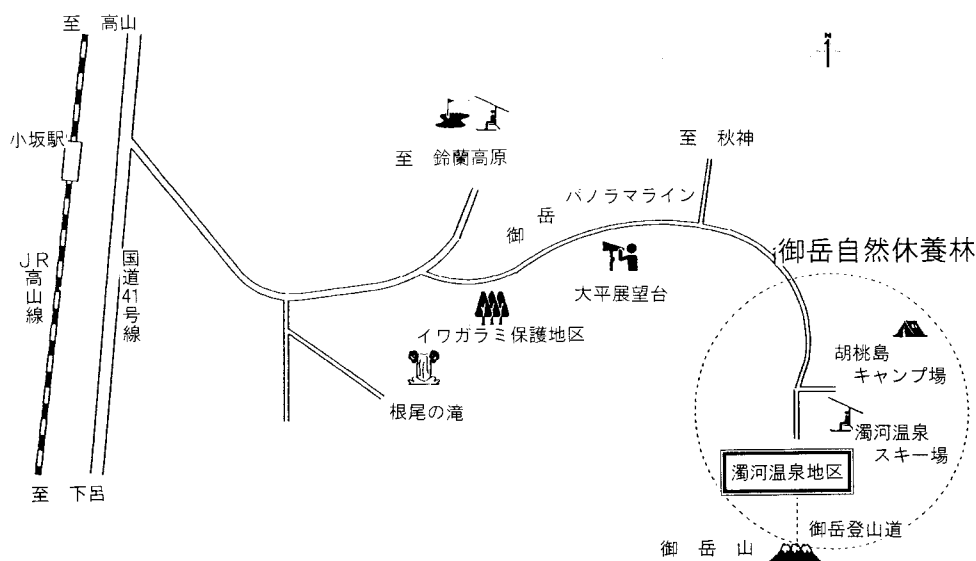 至 高山
N
小坂駅
至 鈴蘭高原
至 秋神
御岳 パノラマライン
御岳自然休養林
JR高山線
国道41号線
大平展望台
イワガラミ保護地区
胡桃島
キャンプ場
根尾の滝
濁河温泉
スキー場
濁河温泉地区
至 下呂
御岳登山道
御岳山